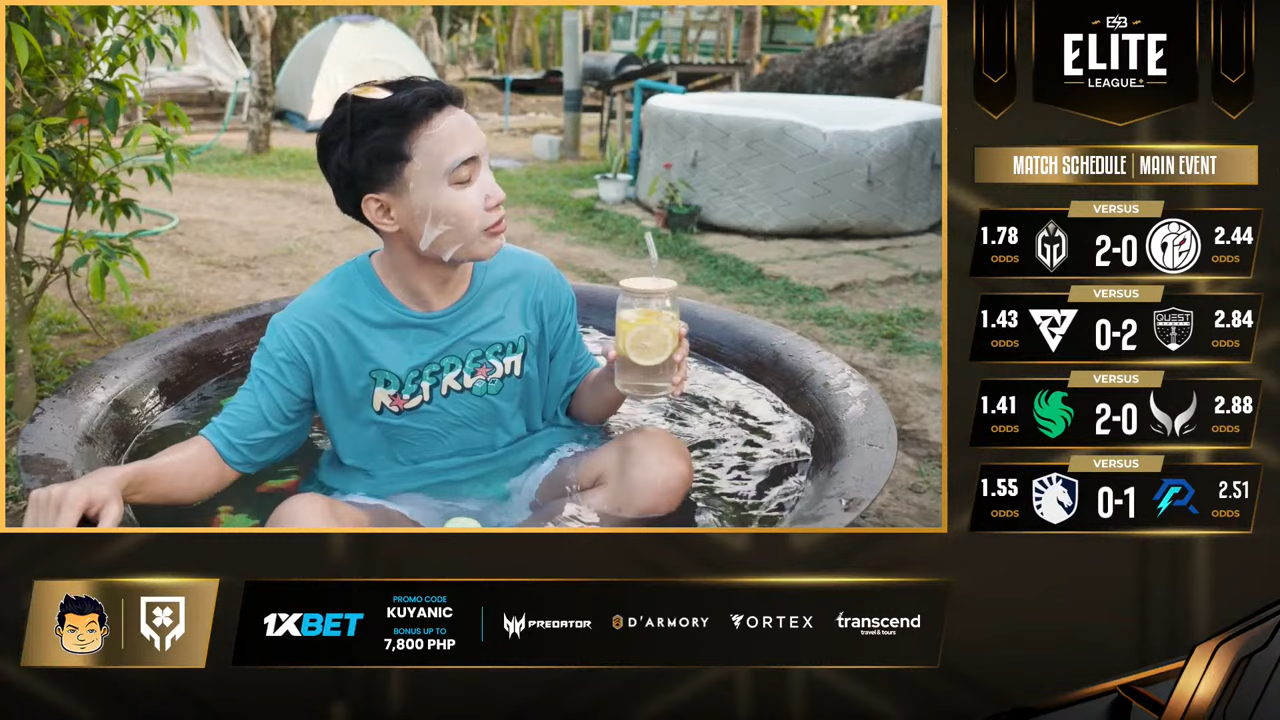 ESB
ELITE
LEAGUE
MATCH SCHEDULE | MAIN EVENT
VERSUS
1.78
ODDS
2-0
2.44
ODDS
VERSUS
1.43
ODDS
0-2
QUEST
2.84
ODDS
VERSUS
1.41
ODDS
2-0
2.88
ODDS
VERSUS
1.55
ODDS
0-1
2.51
ODDS
REFRESH
1XBET
PROMO CODE
KUYANIC
BONUS UP TO
7,800 PHP
PREDATOR
D'ARMORY
VORTEX
transcend
travel & tours